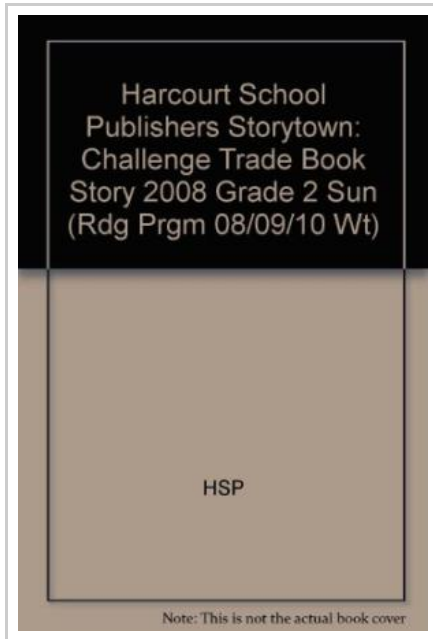 Harcourt School
Publishers Storytown:
Challenge Trade Book
Story 2008 Grade 2 Sun
(Rdg Prgm 08/09/10 Wt)
HSP
Note: This is not the actual book cover